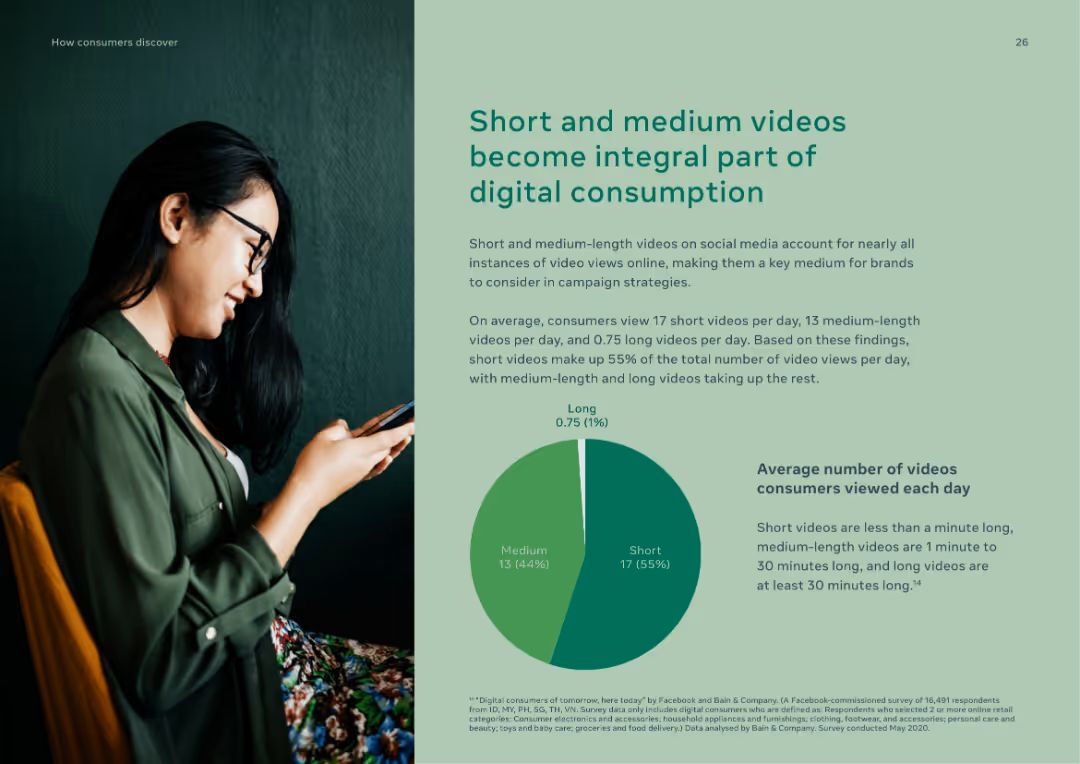 How consumers discover
26
Short and medium videos
become integral part of
digital consumption
Short and medium-length videos on social media account for nearly all
instances of video views online, making them a key medium for brands
to consider in campaign strategies.
On average, consumers view 17 short videos per day, 13 medium-length
videos per day, and 0.75 long videos per day. Based on these findings,
short videos make up 55% of the total number of video views per day,
with medium-length and long videos taking up the rest.
Long
0.75 (1%)
Medium
13 (44%)
Short
17 (55%)
Average number of videos
consumers viewed each day
Short videos are less than a minute long,
medium-length videos are 1 minute to
30 minutes long, and long videos are
at least 30 minutes long.¹⁴
¹⁴ "Digital consumers of tomorrow, here today" by Facebook and Bain & Company. (A Facebook-commissioned survey of 16,491 respondents
from ID, MY, PH, SG, TH, VN. Survey data only includes digital consumers who are defined as: Respondents who selected 2 or more online retail
categories: Consumer electronics and accessories; household appliances and furnishings; clothing, footwear, and accessories; personal care and
beauty; toys and baby care; groceries and food delivery.) Data analysed by Bain & Company. Survey conducted May 2020.